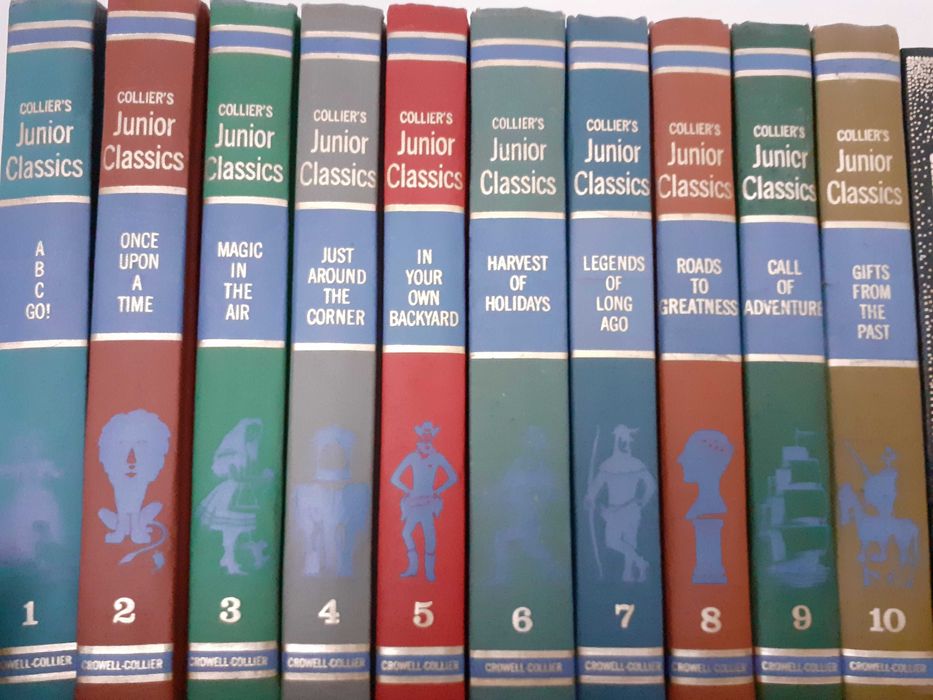 COLLIER'S
Junior
Classics
A
B
C
GO!
1
CROWELL-COLLIER
COLLIER'S
Junior
Classics
ONCE
UPON
A
TIME
2
CROWELL-COLLIER
COLLIER'S
Junior
Classics
MAGIC
IN
THE
AIR
3
CROWELL-COLLIER
COLLIER'S
Junior
Classics
JUST
AROUND
THE
CORNER
4
CROWELL-COLLIER
COLLIER'S
Junior
Classics
IN
YOUR
OWN
BACKYARD
5
CROWELL-COLLIER
COLLIER'S
Junior
Classics
HARVEST
OF
HOLIDAYS
6
CROWELL-COLLIER
COLLIER'S
Junior
Classics
LEGENDS
OF
LONG
AGO
7
CROWELL-COLLIER
COLLIER'S
Junior
Classics
ROADS
TO
GREATNESS
8
CROWELL-COLLIER
COLLIER'S
Junior
Classics
CALL
OF
ADVENTURE
9
CROWELL-COLLIER
COLLIER'S
Junior
Classics
GIFTS
FROM
THE
PAST
10
CROWELL-COLLIER